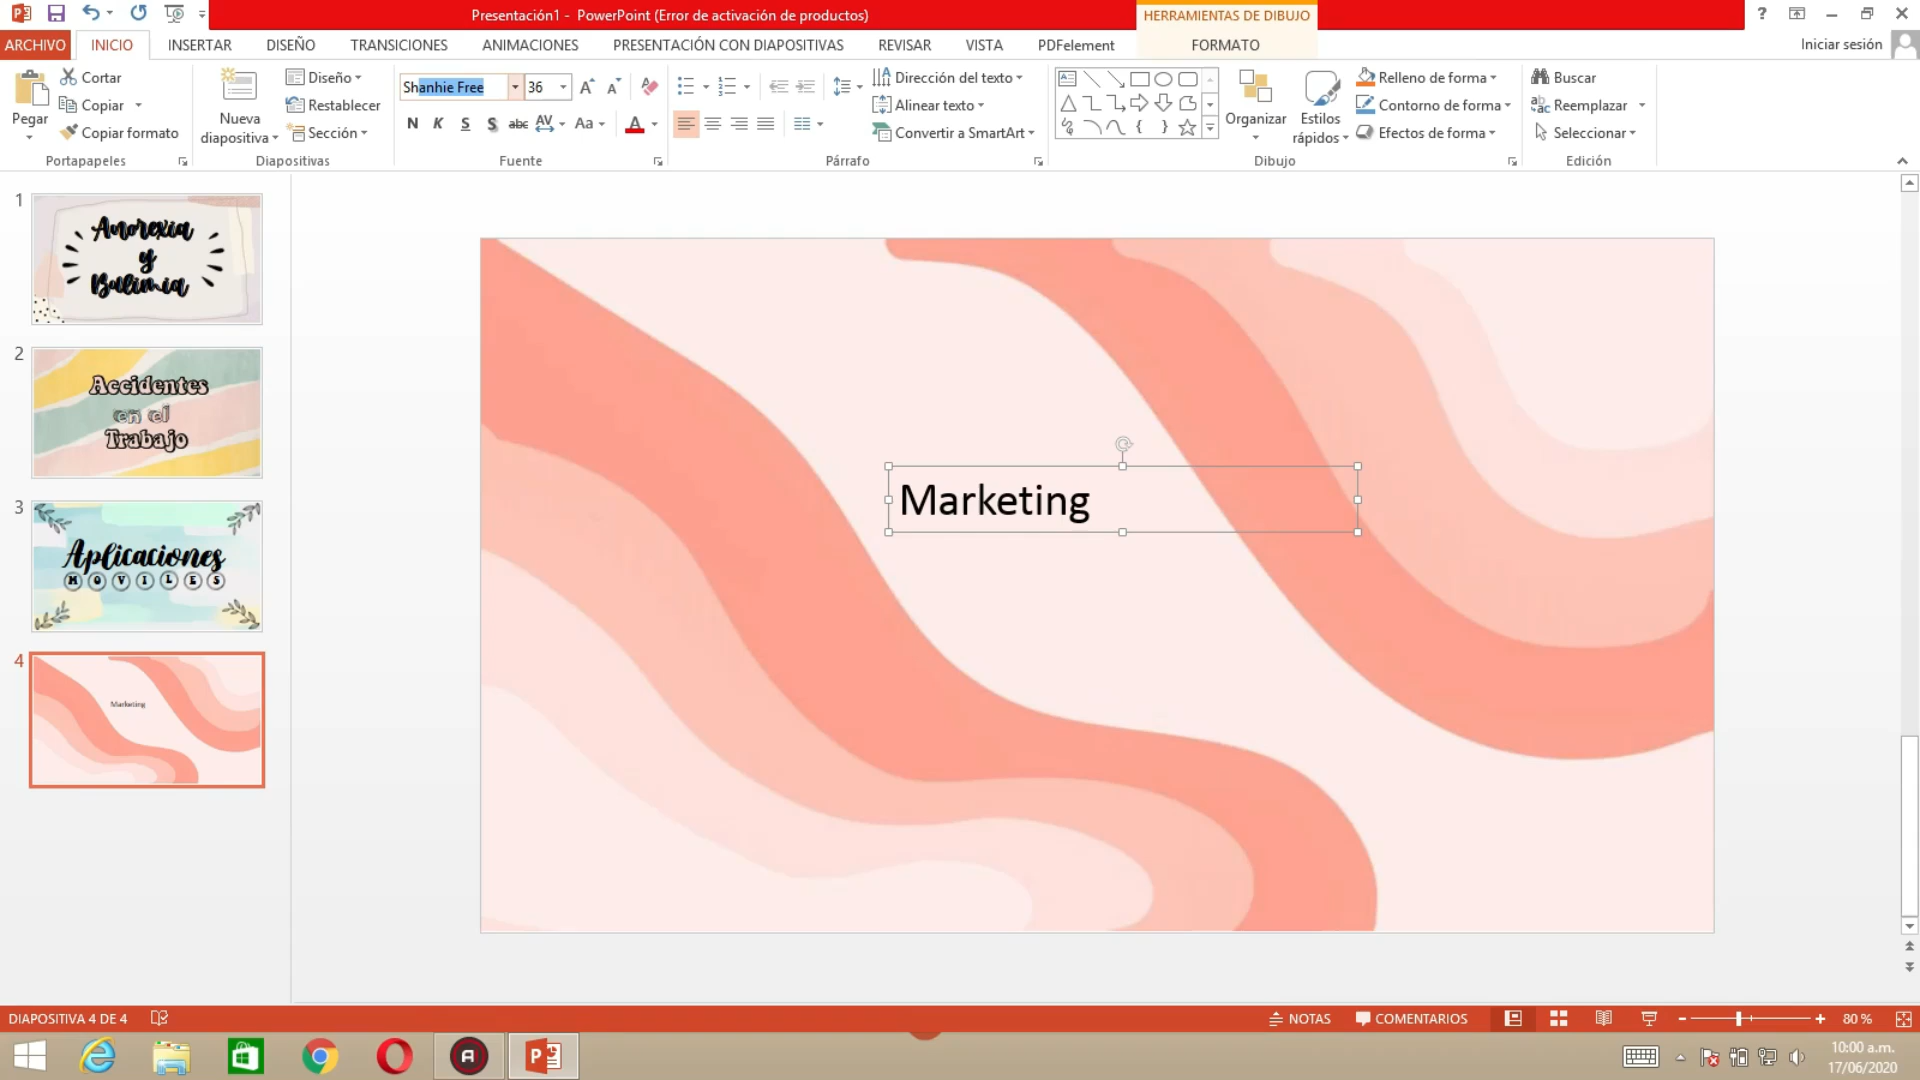 Presentación1 - PowerPoint (Error de activación de productos)
HERRAMIENTAS DE DIBUJO
?
ARCHIVO
INICIO
INSERTAR
DISEÑO
TRANSICIONES
ANIMACIONES
PRESENTACIÓN CON DIAPOSITIVAS
REVISAR
VISTA
PDFelement
FORMATO
Iniciar sesión
Pegar
Cortar
Copiar
Copiar formato
Portapapeles
Nueva
diapositiva
Diseño
Restablecer
Sección
Diapositivas
Shanhie Free
36
N K S S abc AV Aa A
Fuente
Dirección del texto
Alinear texto
Convertir a SmartArt
Párrafo
Organizar
Estilos
rápidos
Relleno de forma
Contorno de forma
Efectos de forma
Dibujo
Buscar
Reemplazar
Seleccionar
Edición
1
Anorexia
y
Bulimia
2
Accidentes
en el
Trabajo
3
Aplicaciones
MOVILES
4
Marketing
Marketing
DIAPOSITIVA 4 DE 4
NOTAS
COMENTARIOS
80 %
10:00 a.m.
17/06/2020